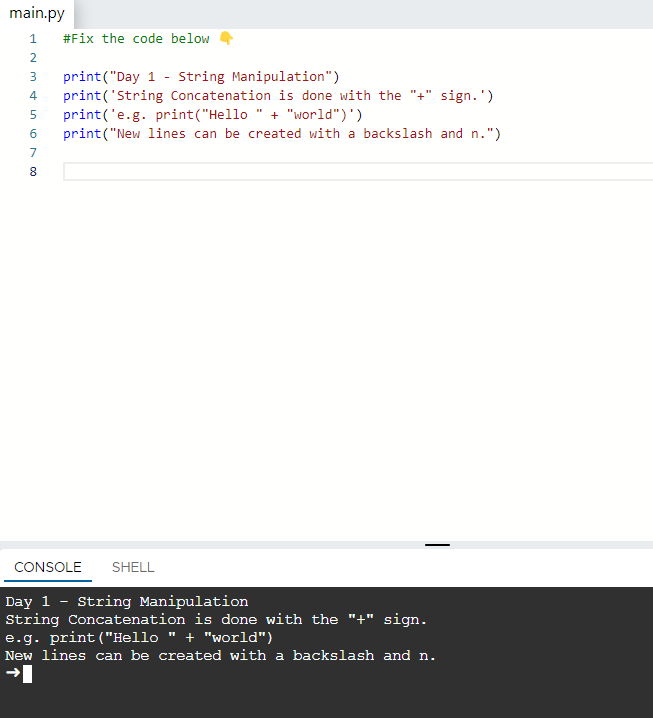 main.py
1 #Fix the code below 👇
2
3 print("Day 1 - String Manipulation")
4 print('String Concatenation is done with the "+" sign.')
5 print('e.g. print("Hello " + "world")')
6 print("New lines can be created with a backslash and n.")
7
8
CONSOLE SHELL
Day 1 - String Manipulation
String Concatenation is done with the "+" sign.
e.g. print("Hello " + "world")
New lines can be created with a backslash and n.
➜